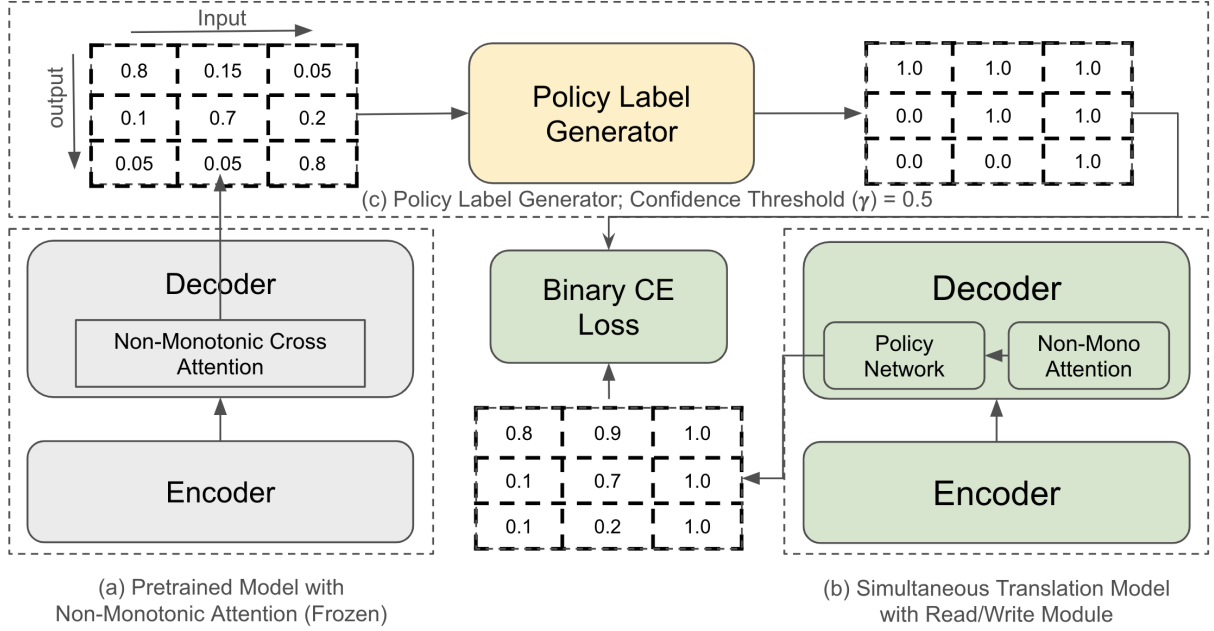 Input
output
0.8 0.15 0.05
0.1 0.7 0.2
0.05 0.05 0.8
Policy Label
Generator
1.0 1.0 1.0
0.0 1.0 1.0
0.0 0.0 1.0
(c) Policy Label Generator; Confidence Threshold (γ) = 0.5
Decoder
Non-Monotonic Cross
Attention
Encoder
(a) Pretrained Model with
Non-Monotonic Attention (Frozen)
Binary CE
Loss
0.8 0.9 1.0
0.1 0.7 1.0
0.1 0.2 1.0
Decoder
Policy
Network
Non-Mono
Attention
Encoder
(b) Simultaneous Translation Model
with Read/Write Module